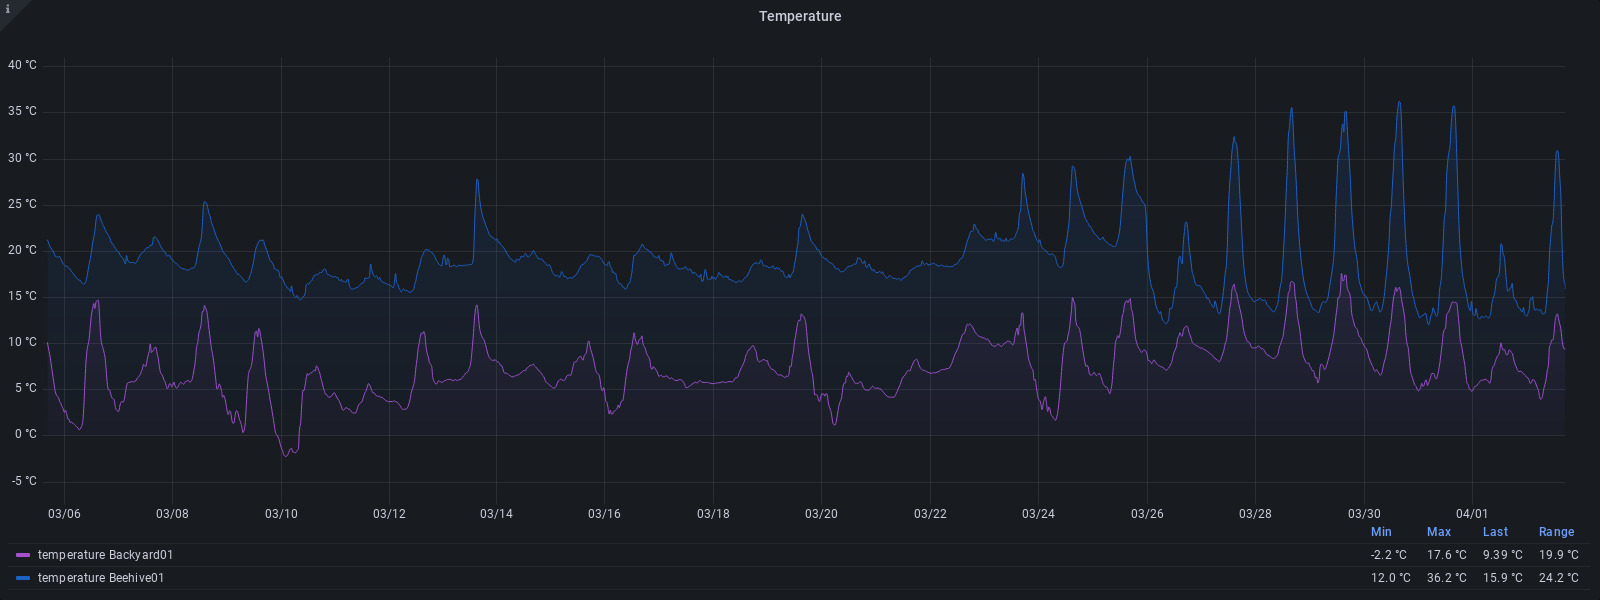 i
Temperature
40 °C
35 °C
30 °C
25 °C
20 °C
15 °C
10 °C
5 °C
0 °C
-5 °C
03/06 03/08 03/10 03/12 03/14 03/16 03/18 03/20 03/22 03/24 03/26 03/28 03/30 04/01
Min Max Last Range
temperature Backyard01 -2.2 °C 17.6 °C 9.39 °C 19.9 °C
temperature Beehive01 12.0 °C 36.2 °C 15.9 °C 24.2 °C